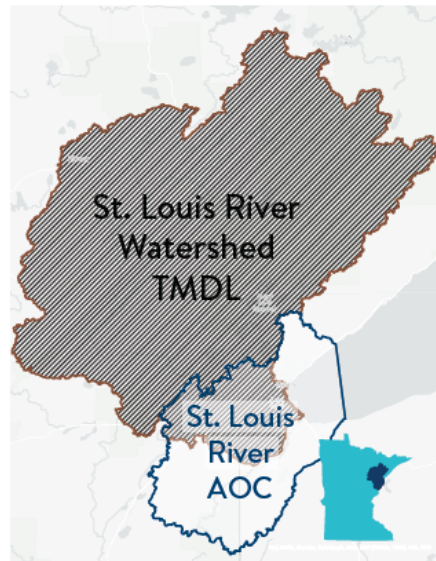 St. Louis River
Watershed
TMDL
St. Louis
River
AOC